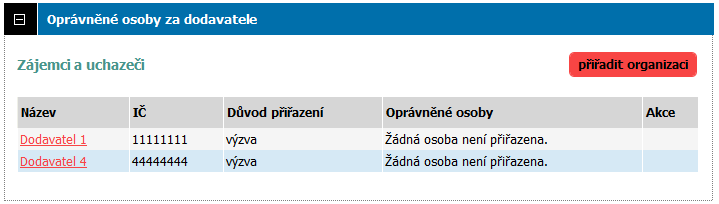 Oprávněné osoby za dodavatele
Zájemci a uchazeči
přiřadit organizaci
Název IČ Důvod přiřazení Oprávněné osoby Akce
Dodavatel 1 11111111 výzva Žádná osoba není přiřazena.
Dodavatel 4 44444444 výzva Žádná osoba není přiřazena.